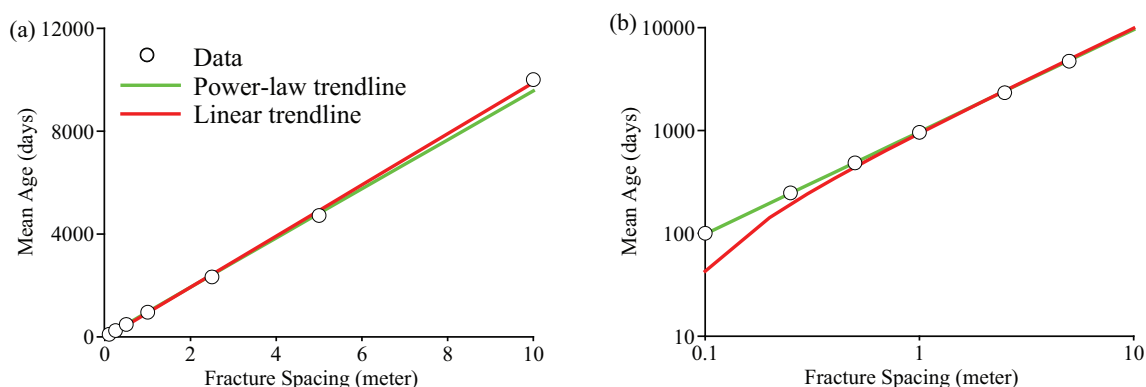 (a)
12000
8000
4000
0
Mean Age (days)
Data
Power-law trendline
Linear trendline
0
2
4
6
8
10
Fracture Spacing (meter)
(b)
10000
1000
100
10
Mean Age (days)
0.1
1
10
Fracture Spacing (meter)